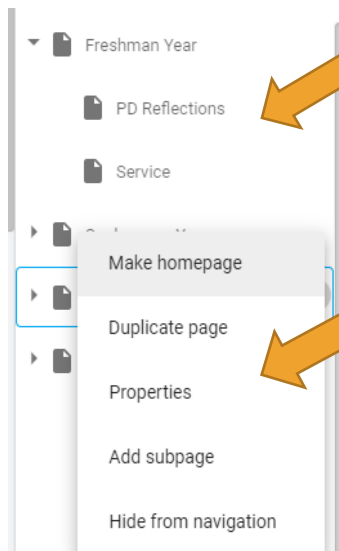 Freshman Year
PD Reflections
Service
Make homepage
Duplicate page
Properties
Add subpage
Hide from navigation